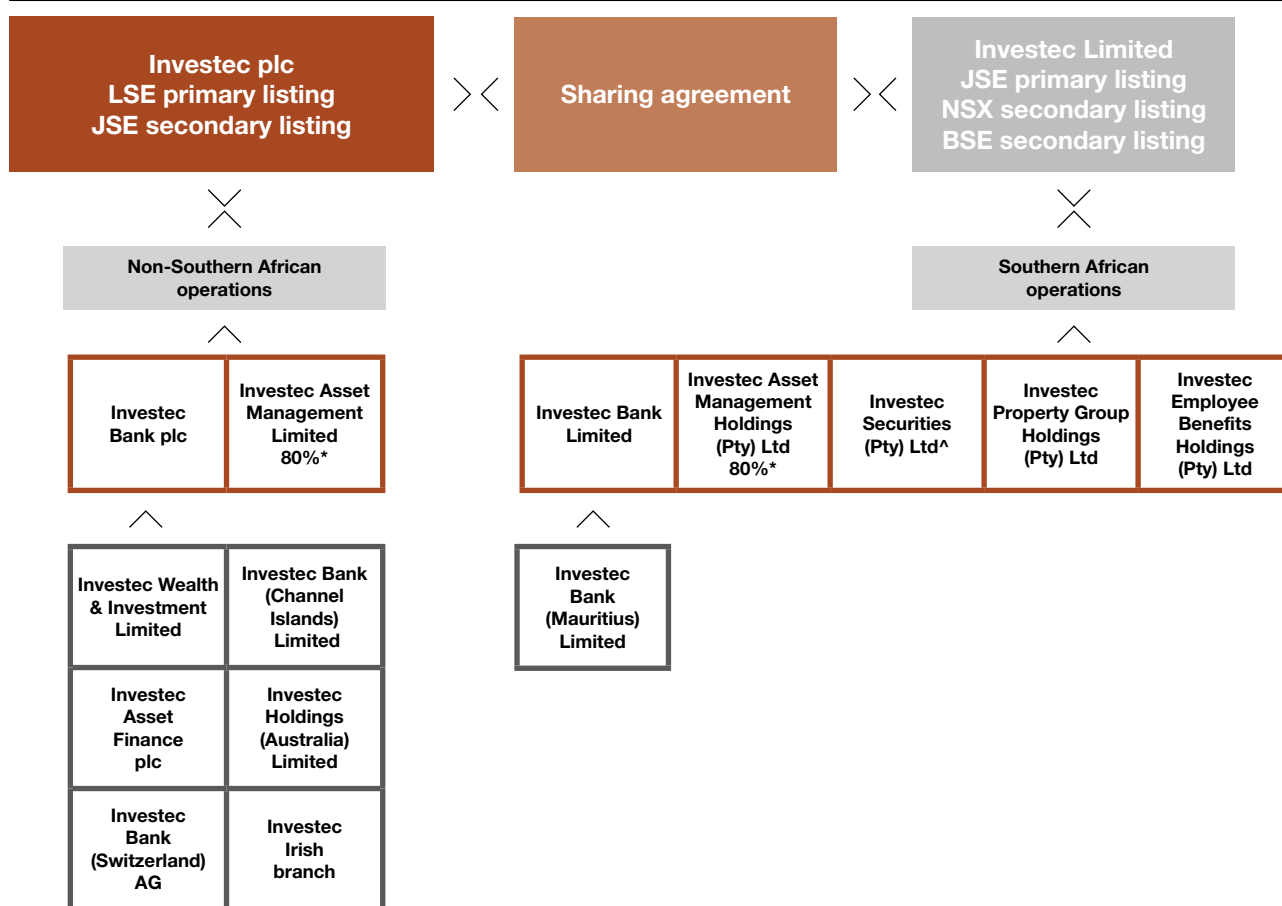 Investec plc
LSE primary listing
JSE secondary listing
Sharing agreement
Investec Limited
JSE primary listing
NSX secondary listing
BSE secondary listing
Non-Southern African
operations
Southern African
operations
Investec
Bank plc
Investec Asset
Management
Limited
80%*
Investec Bank
Limited
Investec Asset
Management
Holdings
(Pty) Ltd
80%*
Investec
Securities
(Pty) Ltd^
Investec
Property Group
Holdings
(Pty) Ltd
Investec
Employee
Benefits
Holdings
(Pty) Ltd
Investec Wealth
& Investment
Limited
Investec Bank
(Channel
Islands)
Limited
Investec
Bank
(Mauritius)
Limited
Investec
Asset
Finance
plc
Investec
Holdings
(Australia)
Limited
Investec
Bank
(Switzerland)
AG
Investec
Irish
branch